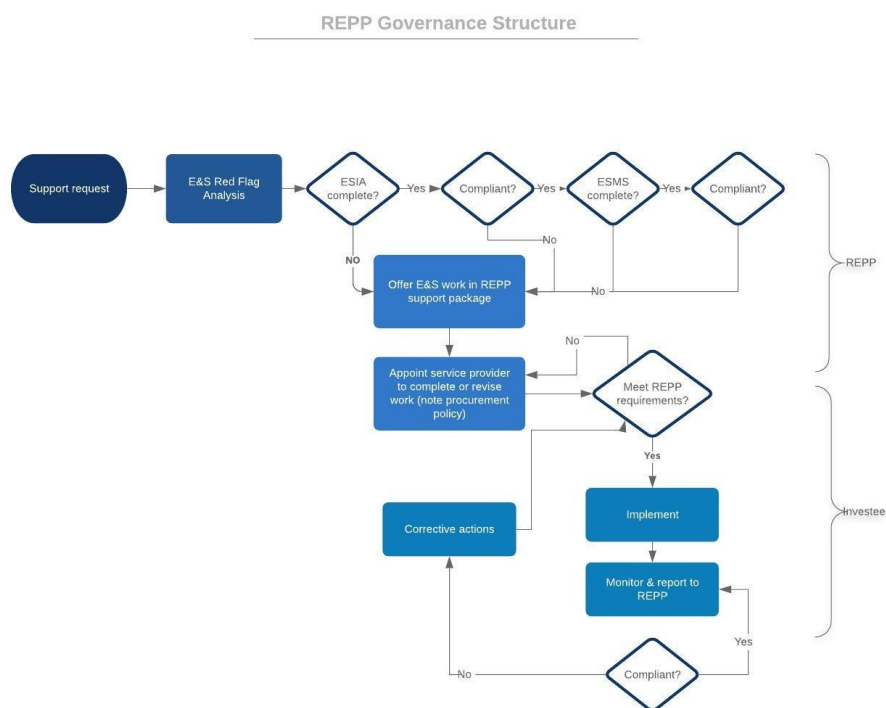 REPP Governance Structure
Support request
E&S Red Flag
Analysis
ESIA
complete?
Yes
Compliant?
Yes
ESMS
complete?
Yes
Compliant?
REPP
NO
No
No
Offer E&S work in REPP
support package
No
Appoint service provider
to complete or revise
work (note procurement
policy)
Meet REPP
requirements?
Yes
Investee
Corrective actions
Implement
Monitor & report to
REPP
Yes
No
Compliant?